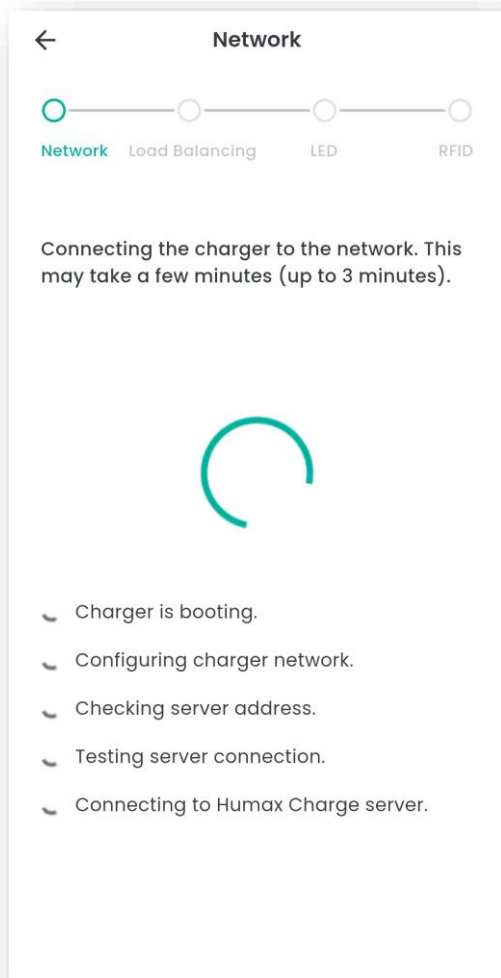 Network
Network Load Balancing LED RFID
Connecting the charger to the network. This
may take a few minutes (up to 3 minutes).
Charger is booting.
Configuring charger network.
Checking server address.
Testing server connection.
Connecting to Humax Charge server.